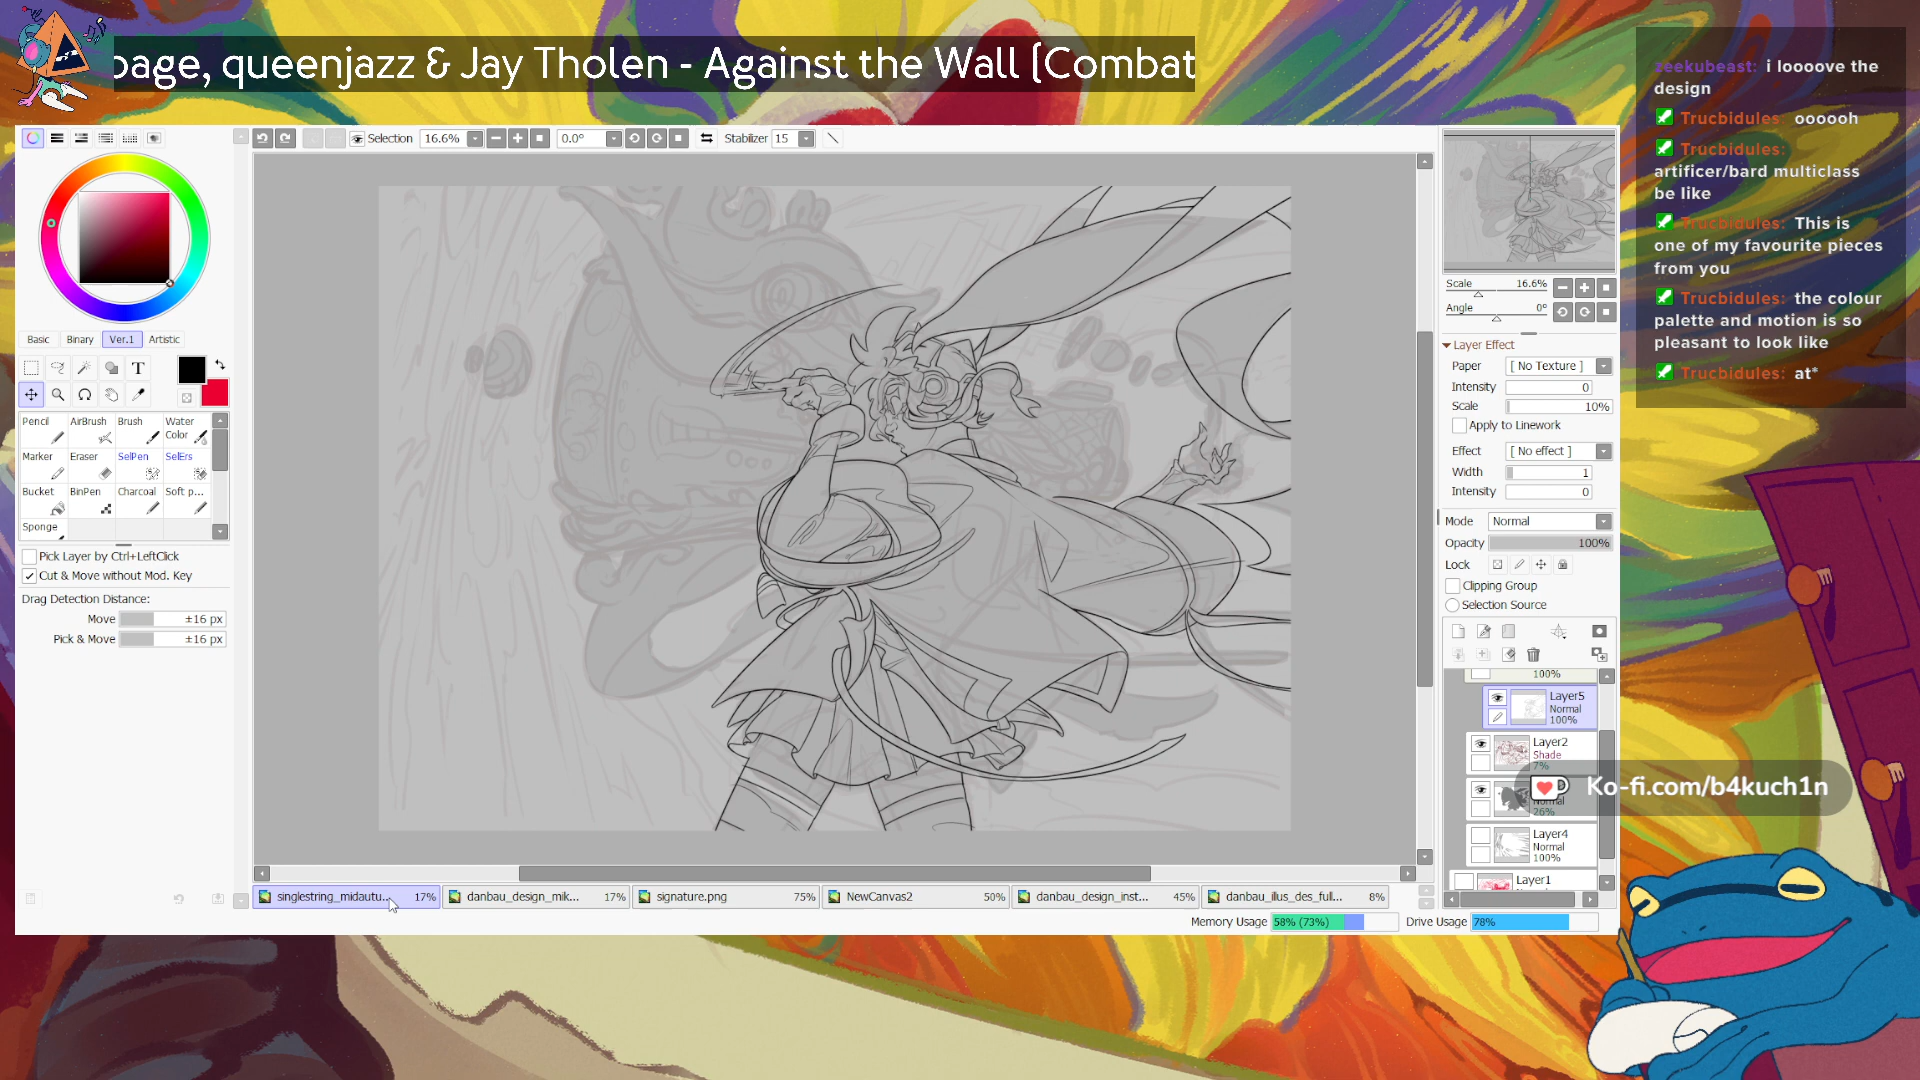 page, queenjazz & Jay Tholen - Against the Wall (Combat
zeekubeast: i loooove the
design
Trucbidules: oooooh
Trucbidules:
artificer/bard multiclass
be like
Trucbidules: This is
one of my favourite pieces
from you
Trucbidules: the colour
palette and motion is so
pleasant to look like
Trucbidules: at*
Selection 16.6% 0.0° Stabilizer 15
Basic Binary Ver.1 Artistic
T
Pencil AirBrush Brush Water Color
Marker Eraser SelPen SelErs
Bucket BinPen Charcoal Soft p...
Sponge
Pick Layer by Ctrl+LeftClick
Cut & Move without Mod. Key
Drag Detection Distance:
Move ±16 px
Pick & Move ±16 px
Scale 16.6%
Angle 0°
Layer Effect
Paper [ No Texture ]
Intensity 0
Scale 10%
Apply to Linework
Effect [ No effect ]
Width 1
Intensity 0
Mode Normal
Opacity 100%
Lock
Clipping Group
Selection Source
100%
Layer5
Normal
100%
Layer2
Shade
7%
Normal
26%
Layer4
Normal
100%
Layer1
Ko-fi.com/b4kuch1n
singlestring_midautu... 17% danbau_design_mik... 17% signature.png 75% NewCanvas2 50% danbau_design_inst... 45% danbau_illus_des_full... 8%
Memory Usage 58% (73%) Drive Usage 78%